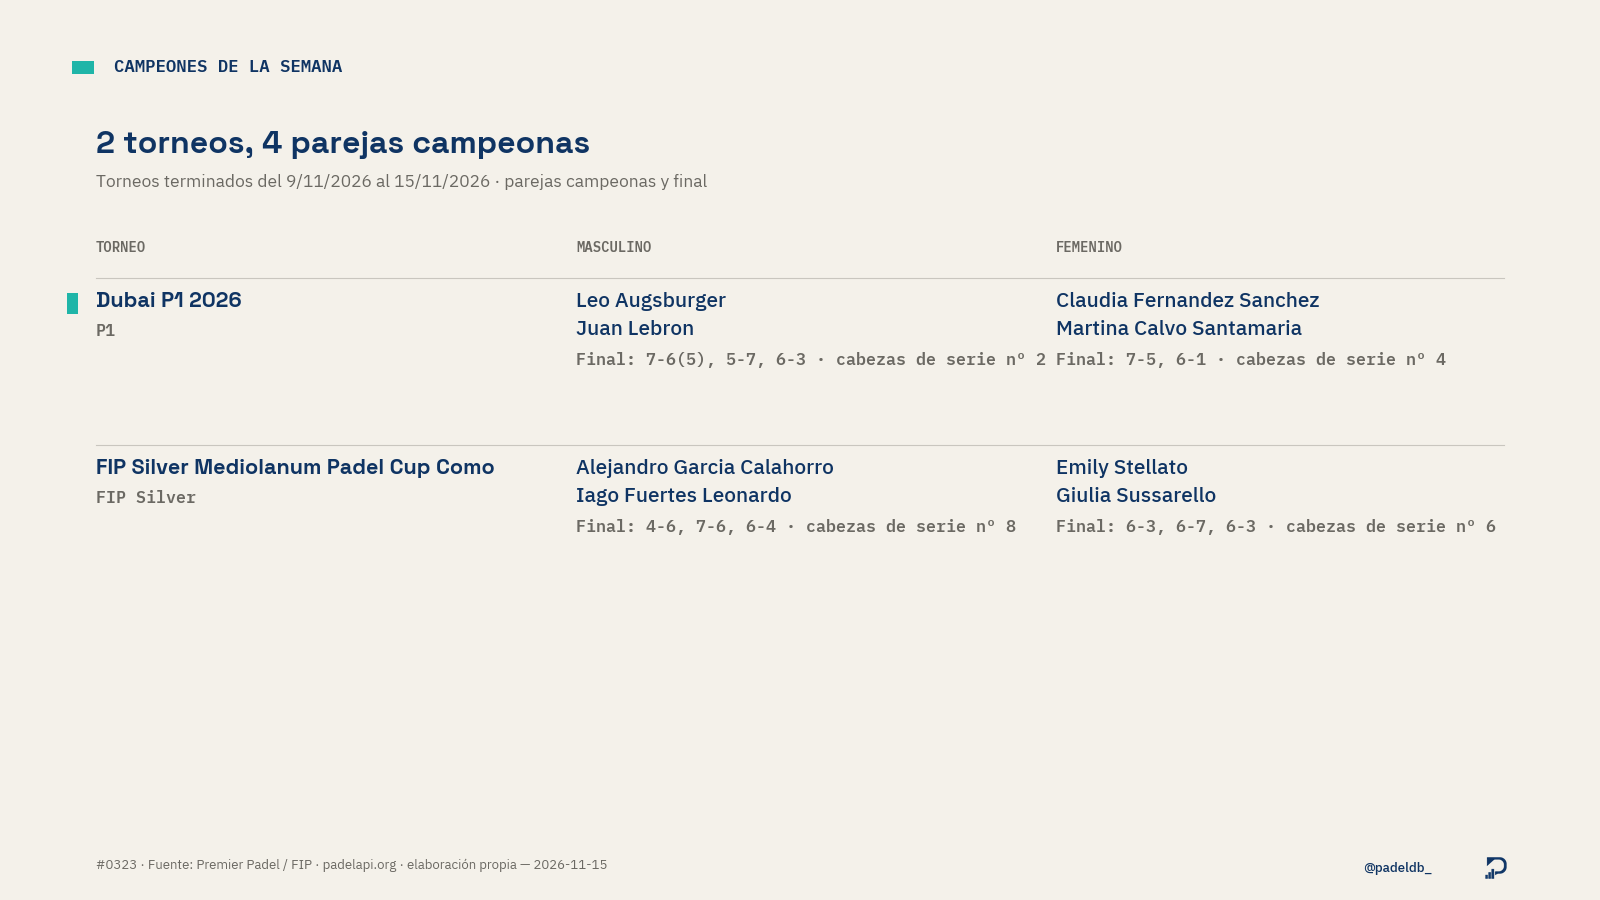 CAMPEONES DE LA SEMANA
2 torneos, 4 parejas campeonas
Torneos terminados del 9/11/2026 al 15/11/2026 · parejas campeonas y final
TORNEO MASCULINO FEMENINO
Dubai P1 2026 Leo Augsburger Claudia Fernandez Sanchez
P1 Juan Lebron Martina Calvo Santamaria
Final: 7-6(5), 5-7, 6-3 · cabezas de serie nº 2 Final: 7-5, 6-1 · cabezas de serie nº 4
FIP Silver Mediolanum Padel Cup Como Alejandro Garcia Calahorro Emily Stellato
FIP Silver Iago Fuertes Leonardo Giulia Sussarello
Final: 4-6, 7-6, 6-4 · cabezas de serie nº 8 Final: 6-3, 6-7, 6-3 · cabezas de serie nº 6
#0323 · Fuente: Premier Padel / FIP · padelapi.org · elaboración propia — 2026-11-15
@padeldb_